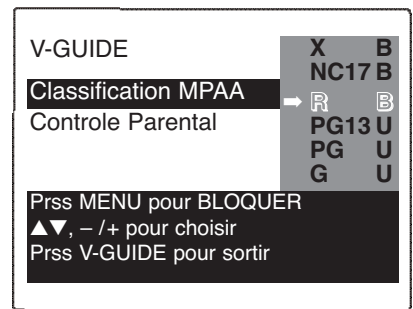 V-GUIDE
Classification MPAA
Controle Parental
X B
NC17 B
➡ R B
PG13 U
PG U
G U
Prss MENU pour BLOQUER
▲▼, – /+ pour choisir
Prss V-GUIDE pour sortir